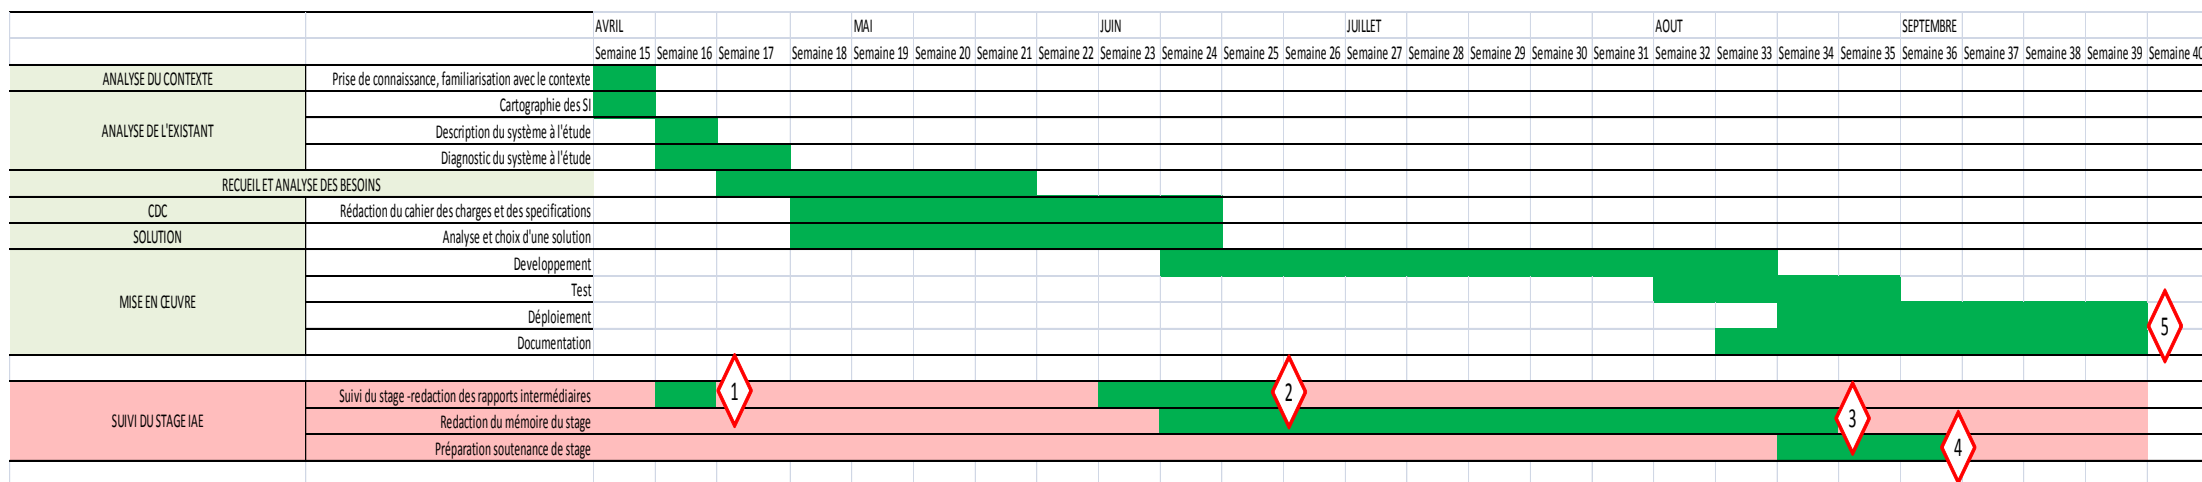 AVRIL MAI JUIN JUILLET AOUT SEPTEMBRE
Semaine 15 Semaine 16 Semaine 17 Semaine 18 Semaine 19 Semaine 20 Semaine 21 Semaine 22 Semaine 23 Semaine 24 Semaine 25 Semaine 26 Semaine 27 Semaine 28 Semaine 29 Semaine 30 Semaine 31 Semaine 32 Semaine 33 Semaine 34 Semaine 35 Semaine 36 Semaine 37 Semaine 38 Semaine 39 Semaine 40
ANALYSE DU CONTEXTE Prise de connaissance, familiarisation avec le contexte
Cartographie des SI
ANALYSE DE L'EXISTANT Description du système à l'étude
Diagnostic du système à l'étude
RECUEIL ET ANALYSE DES BESOINS
CDC Rédaction du cahier des charges et des specifications
SOLUTION Analyse et choix d'une solution
Developpement
MISE EN ŒUVRE Test
Déploiement 5
Documentation
Suivi du stage -redaction des rapports intermédiaires 1 2
SUIVI DU STAGE IAE Redaction du mémoire du stage 3
Préparation soutenance de stage 4